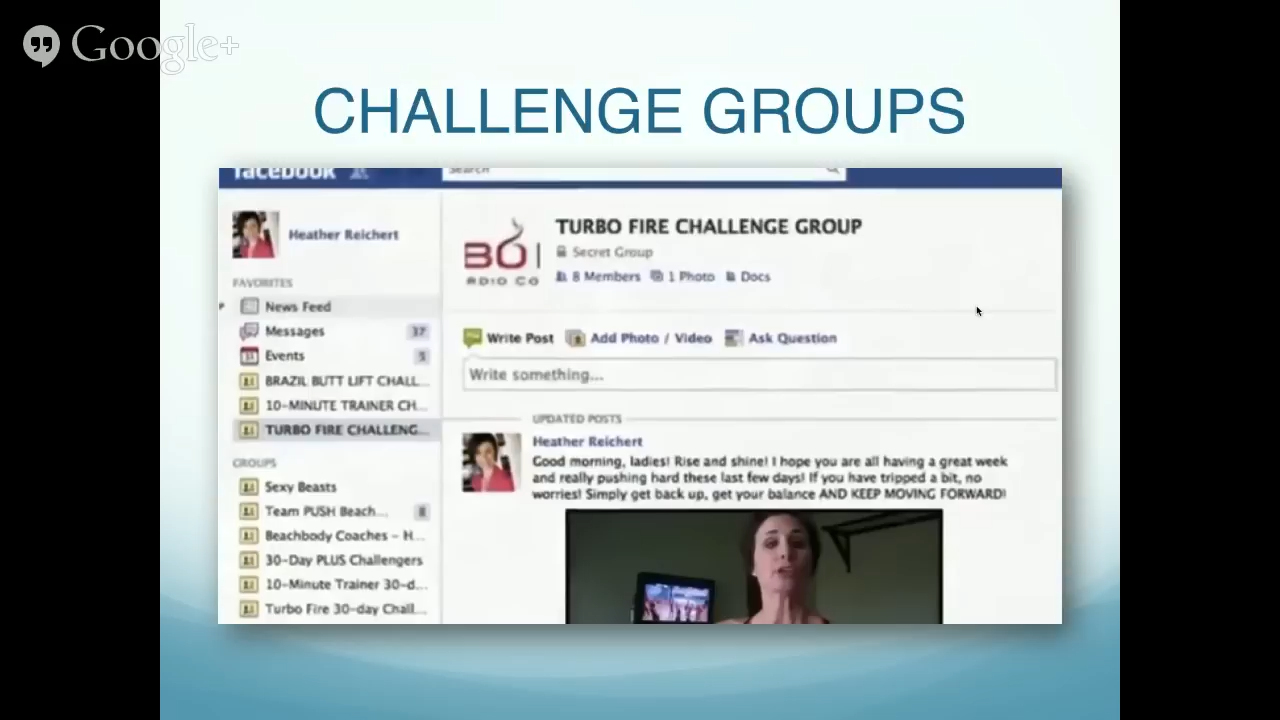 Google+
CHALLENGE GROUPS
facebook
Search
Heather Reichert
FAVORITES
News Feed
Messages 37
Events 5
BRAZIL BUTT LIFT CHALL...
10-MINUTE TRAINER CH...
TURBO FIRE CHALLENG...
GROUPS
Sexy Beasts
Team PUSH Beach... 8
Beachbody Coaches - H...
30-Day PLUS Challengers
10-Minute Trainer 30-d...
Turbo Fire 30-day Chall...
TURBO FIRE CHALLENGE GROUP
Secret Group
8 Members 1 Photo Docs
Write Post Add Photo / Video Ask Question
Write something...
UPDATED POSTS
Heather Reichert
Good morning, ladies! Rise and shine! I hope you are all having a great week
and really pushing hard these last few days! If you have tripped a bit, no
worries! Simply get back up, get your balance AND KEEP MOVING FORWARD!